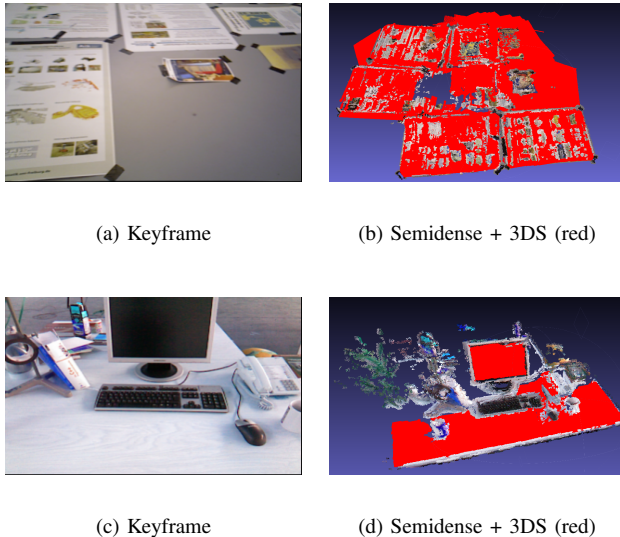 (a) Keyframe
(b) Semidense + 3DS (red)
(c) Keyframe
(d) Semidense + 3DS (red)